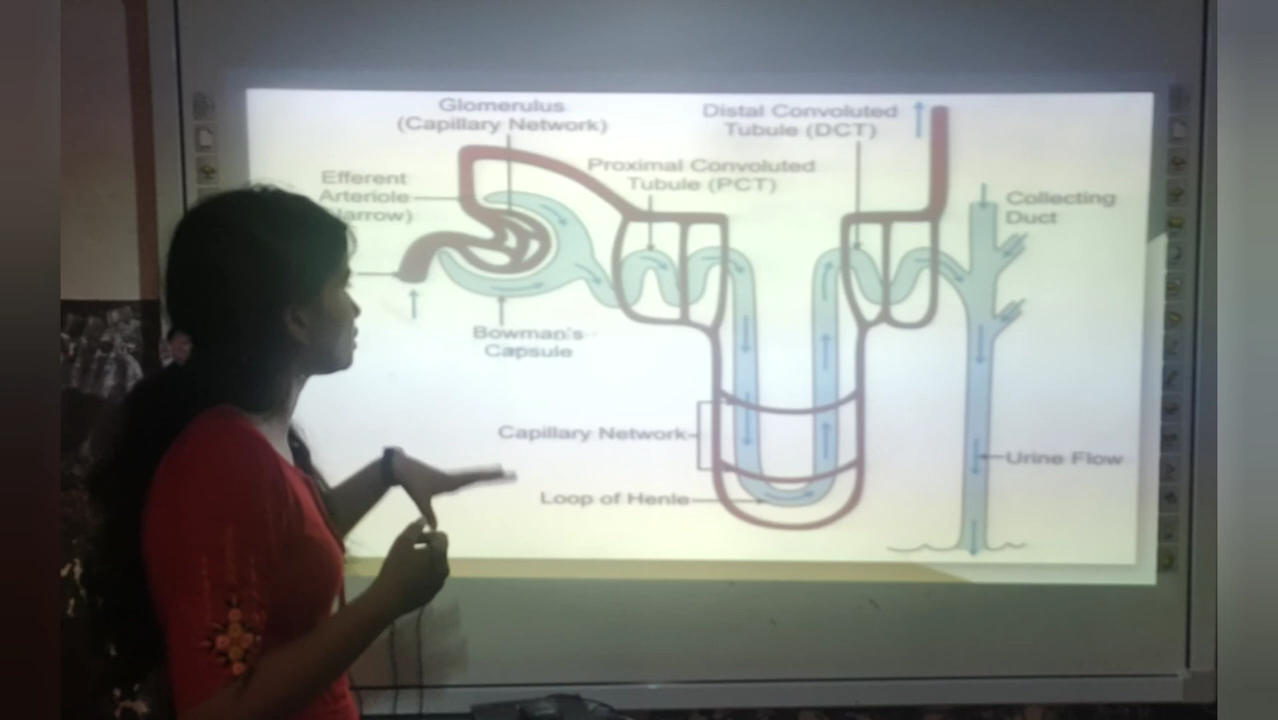 Glomerulus
(Capillary Network)
Distal Convoluted
Tubule (DCT)
Proximal Convoluted
Tubule (PCT)
Efferent
Arteriole
Narrow)
Collecting
Duct
Bowman's
Capsule
Capillary Network
Urine Flow
Loop of Henle